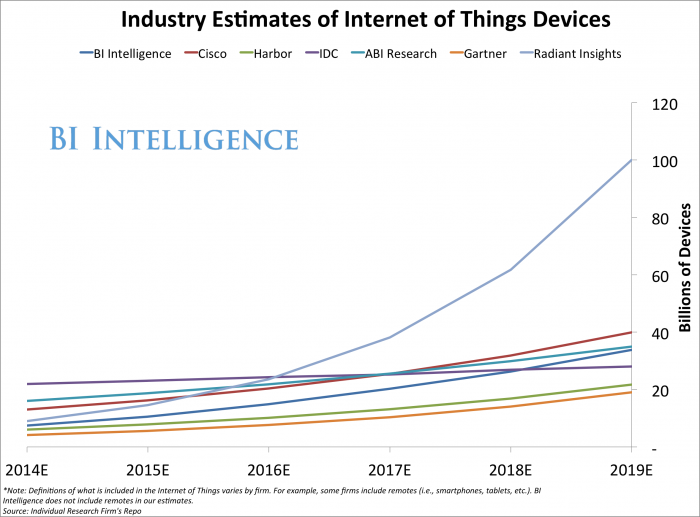 Industry Estimates of Internet of Things Devices
BI Intelligence Cisco Harbor IDC ABI Research Gartner Radiant Insights
BI INTELLIGENCE
120
100
80
60
40
20
-
Billions of Devices
2014E 2015E 2016E 2017E 2018E 2019E
*Note: Definitions of what is included in the Internet of Things varies by firm. For example, some firms include remotes (i.e., smartphones, tablets, etc.). BI
Intelligence does not include remotes in our estimates.
Source: Individual Research Firm's Repo